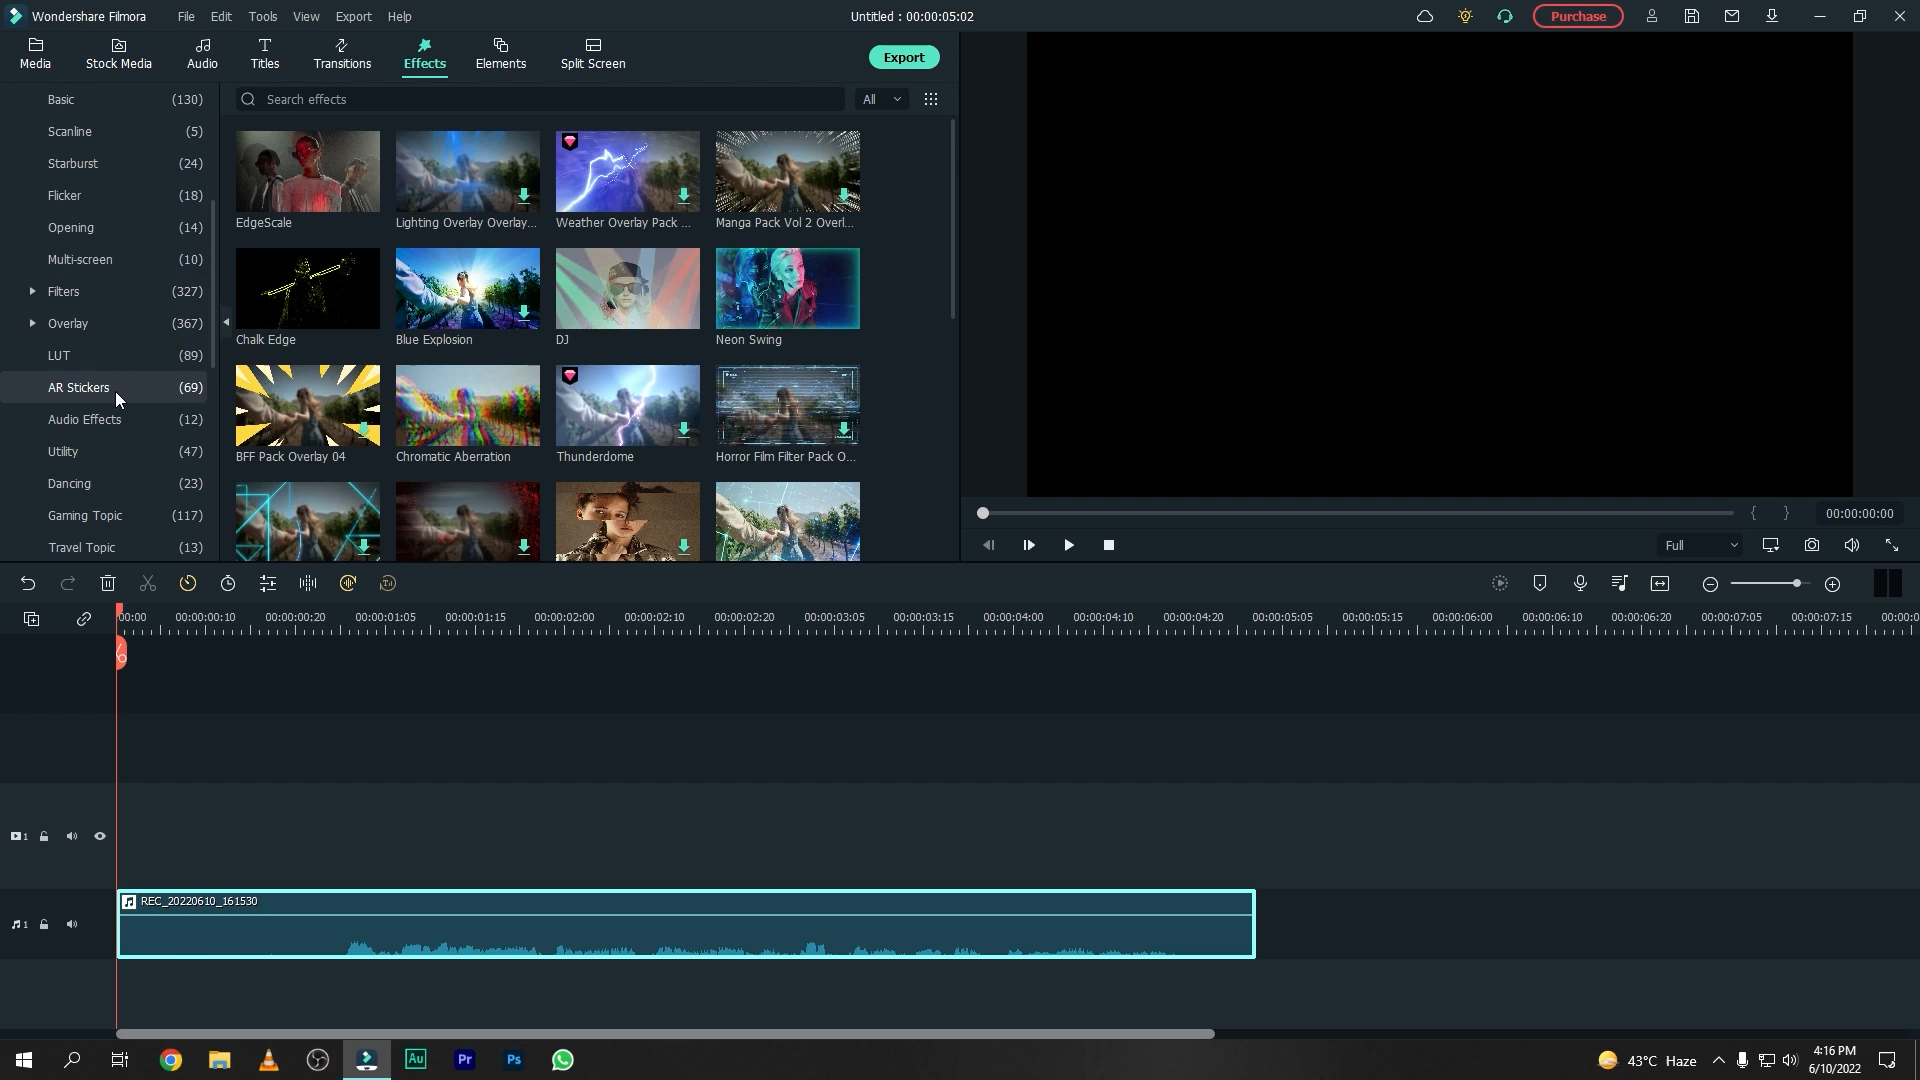 Wondershare Filmora File Edit Tools View Export Help Untitled : 00:00:05:02 Purchase
Media Stock Media Audio Titles Transitions Effects Elements Split Screen Export
Basic (130)
Scanline (5)
Starburst (24)
Flicker (18)
Opening (14)
Multi-screen (10)
Filters (327)
Overlay (367)
LUT (89)
AR Stickers (69)
Audio Effects (12)
Utility (47)
Dancing (23)
Gaming Topic (117)
Travel Topic (13)
Search effects All
EdgeScale Lighting Overlay Overlay... Weather Overlay Pack ... Manga Pack Vol 2 Overl...
Chalk Edge Blue Explosion DJ Neon Swing
BFF Pack Overlay 04 Chromatic Aberration Thunderdome Horror Film Filter Pack O...
{ } 00:00:00:00
Full
:00:00 00:00:00:10 00:00:00:20 00:00:01:05 00:00:01:15 00:00:02:00 00:00:02:10 00:00:02:20 00:00:03:05 00:00:03:15 00:00:04:00 00:00:04:10 00:00:04:20 00:00:05:05 00:00:05:15 00:00:06:00 00:00:06:10 00:00:06:20 00:00:07:05 00:00:07:15 00:00:0
1
REC_20220610_161530
1
Au Pr Ps 43°C Haze 4:16 PM
6/10/2022